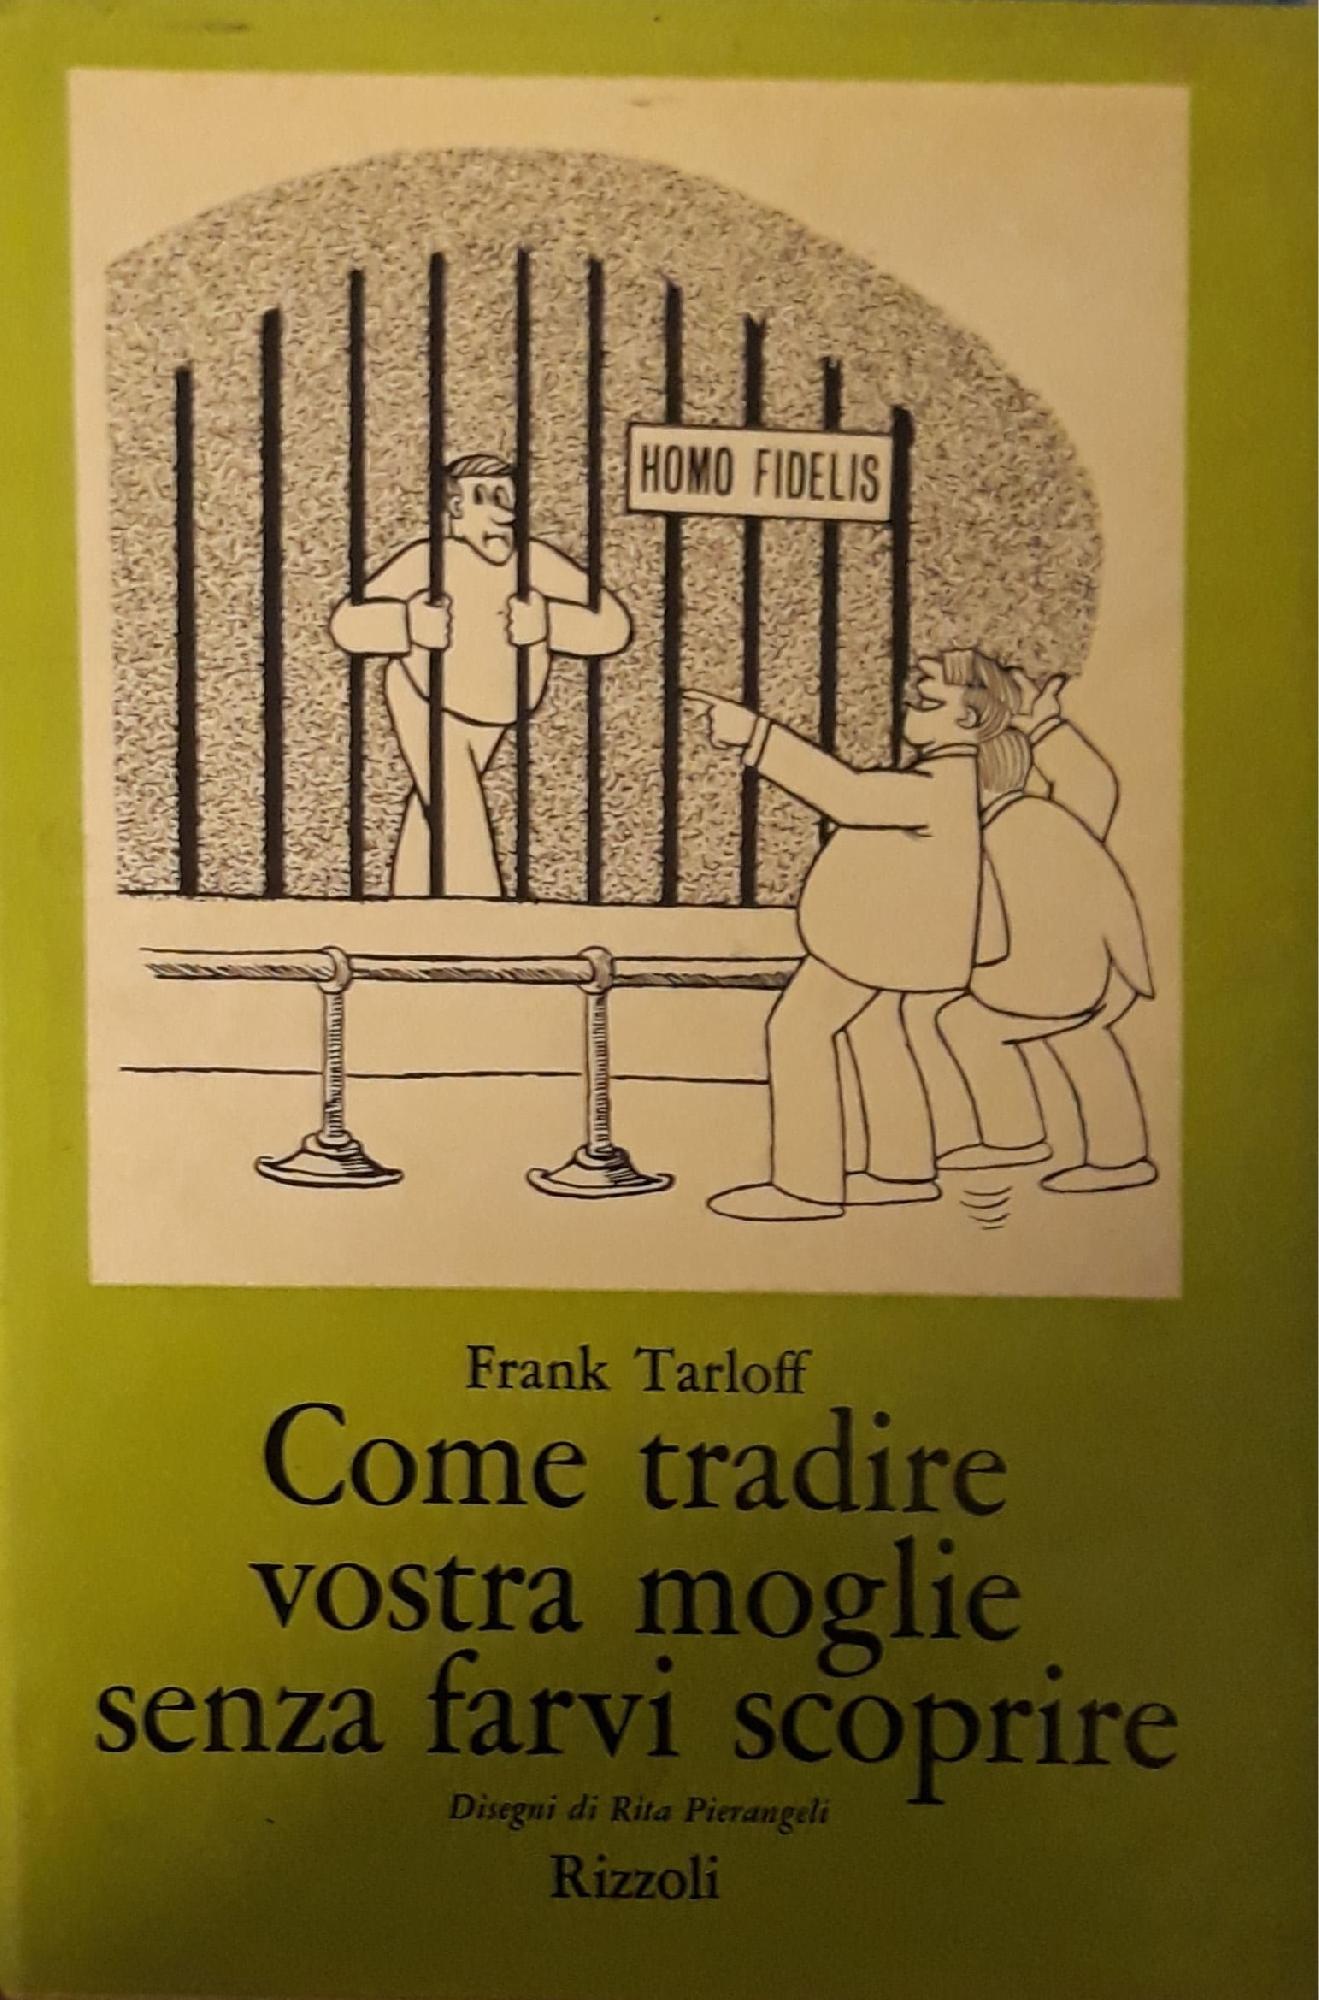 HOMO FIDELIS
Frank Tarloff
Come tradire
vostra moglie
senza farvi scoprire
Disegni di Rita Pierangeli
Rizzoli